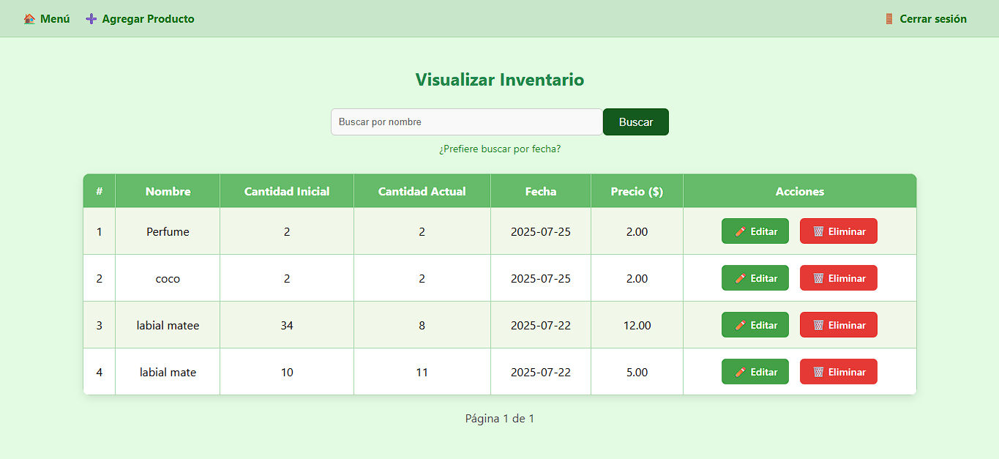 Menú Agregar Producto Cerrar sesión
Visualizar Inventario
Buscar por nombre Buscar
¿Prefiere buscar por fecha?
# Nombre Cantidad Inicial Cantidad Actual Fecha Precio ($) Acciones
1 Perfume 2 2 2025-07-25 2.00 Editar Eliminar
2 coco 2 2 2025-07-25 2.00 Editar Eliminar
3 labial matee 34 8 2025-07-22 12.00 Editar Eliminar
4 labial mate 10 11 2025-07-22 5.00 Editar Eliminar
Página 1 de 1